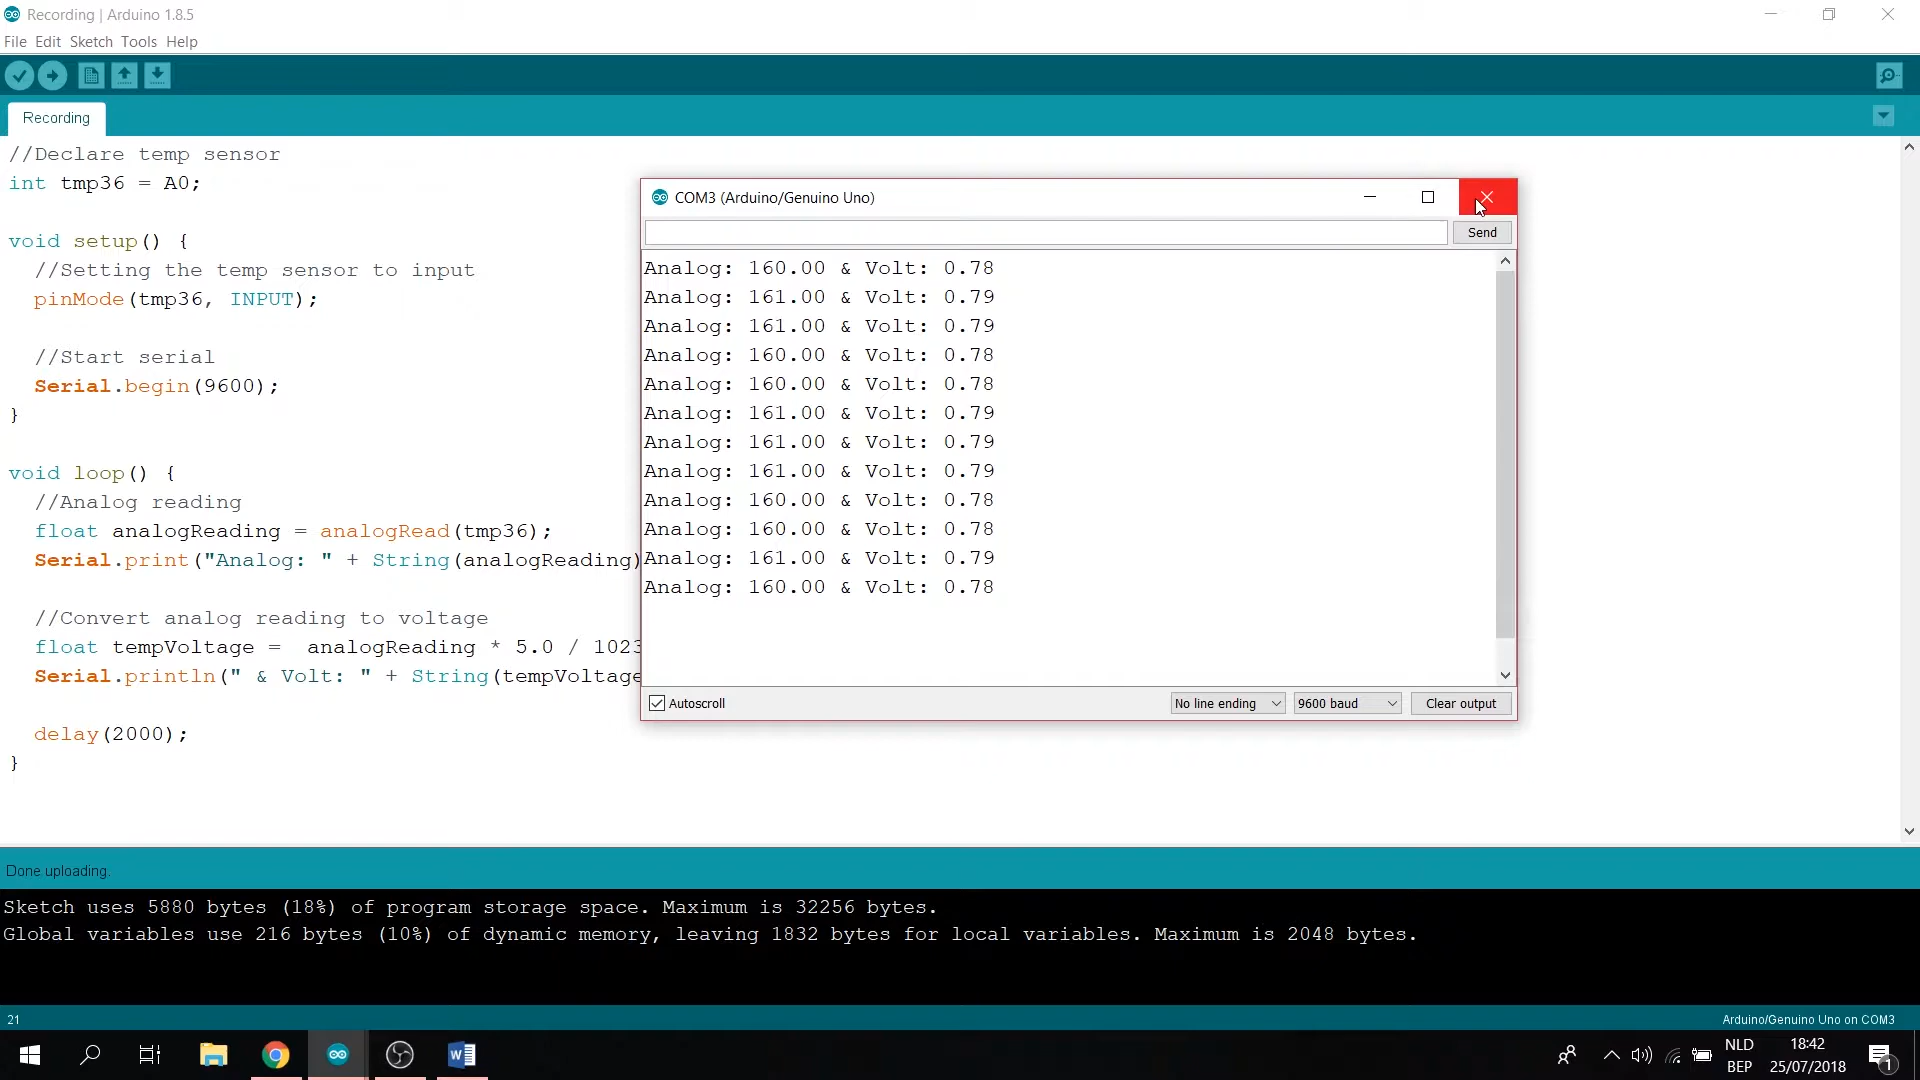 Recording | Arduino 1.8.5
File Edit Sketch Tools Help
Recording
//Declare temp sensor
int tmp36 = A0;
void setup() {
//Setting the temp sensor to input
pinMode(tmp36, INPUT);
//Start serial
Serial.begin(9600);
}
void loop() {
//Analog reading
float analogReading = analogRead(tmp36);
Serial.print("Analog: " + String(analogReading)
//Convert analog reading to voltage
float tempVoltage =  analogReading * 5.0 / 1023
Serial.println(" & Volt: " + String(tempVoltage
delay(2000);
}
COM3 (Arduino/Genuino Uno)
Send
Analog: 160.00 & Volt: 0.78
Analog: 161.00 & Volt: 0.79
Analog: 161.00 & Volt: 0.79
Analog: 160.00 & Volt: 0.78
Analog: 160.00 & Volt: 0.78
Analog: 161.00 & Volt: 0.79
Analog: 161.00 & Volt: 0.79
Analog: 161.00 & Volt: 0.79
Analog: 160.00 & Volt: 0.78
Analog: 160.00 & Volt: 0.78
Analog: 161.00 & Volt: 0.79
Analog: 160.00 & Volt: 0.78
Autoscroll
No line ending
9600 baud
Clear output
Done uploading.
Sketch uses 5880 bytes (18%) of program storage space. Maximum is 32256 bytes.
Global variables use 216 bytes (10%) of dynamic memory, leaving 1832 bytes for local variables. Maximum is 2048 bytes.
21
Arduino/Genuino Uno on COM3
NLD
BEP
18:42
25/07/2018
1